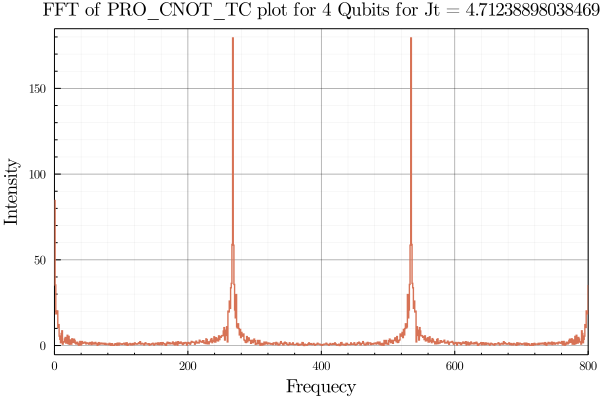 FFT of PRO_CNOT_TC plot for 4 Qubits for Jt = 4.71238898038469
150
100
50
0
Intensity
0 200 400 600 800
Frequecy